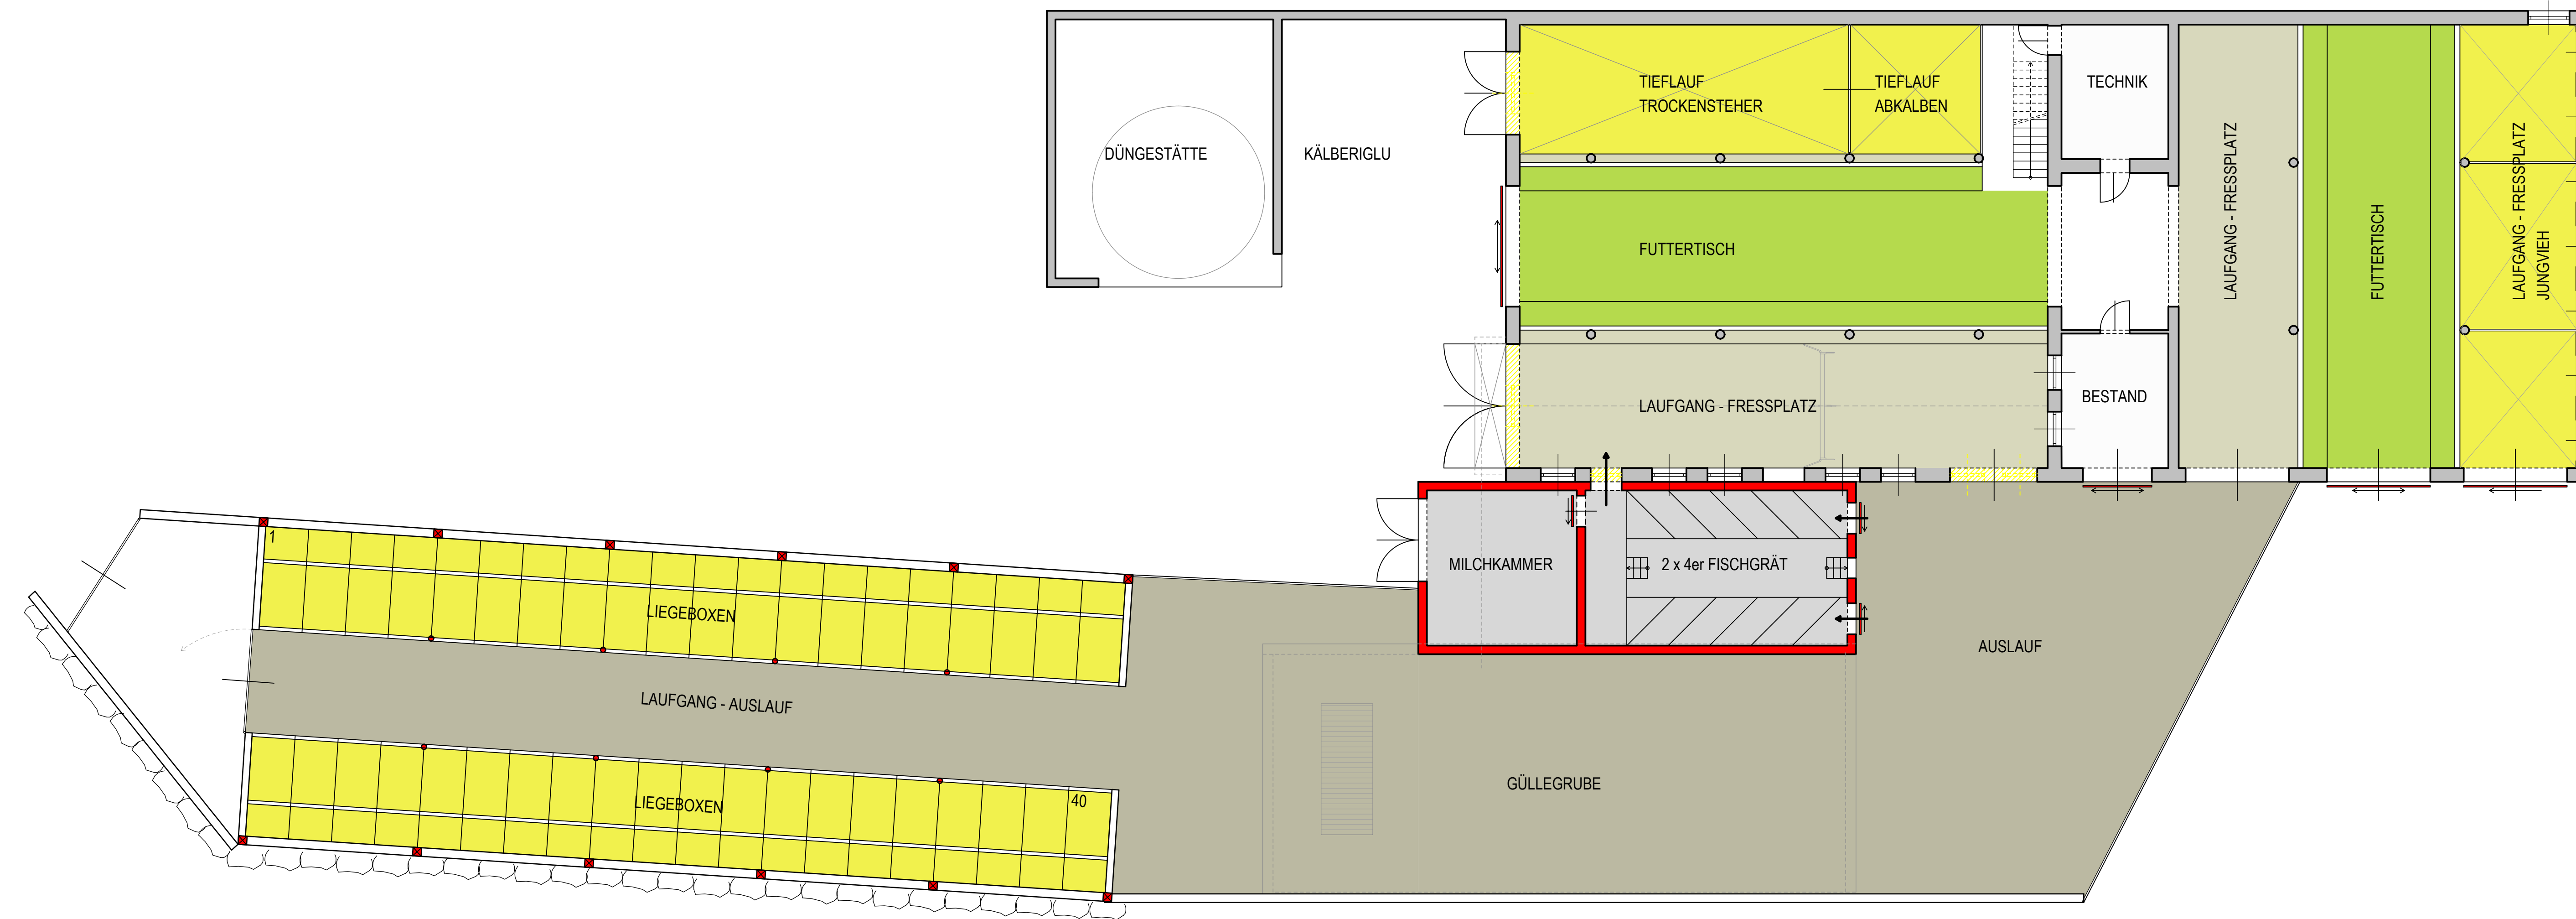 TIEFLAUF
TROCKENSTEHER
TIEFLAUF
ABKALBEN
TECHNIK
DÜNGESTÄTTE
KÄLBERIGLU
FUTTERTISCH
LAUFGANG - FRESSPLATZ
FUTTERTISCH
LAUFGANG - FRESSPLATZ
JUNGVIEH
LAUFGANG - FRESSPLATZ
BESTAND
MILCHKAMMER
2 x 4er FISCHGRÄT
1
LIEGEBOXEN
LAUFGANG - AUSLAUF
LIEGEBOXEN
40
AUSLAUF
GÜLLEGRUBE